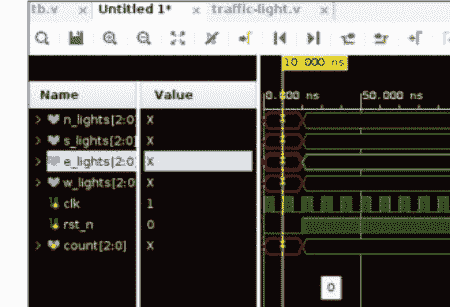 tb.v × Untitled 1* × traffic-light.v ×
10.000 ns
Name Value
0.000 ns 50.000 ns
n_lights[2:0] X
s_lights[2:0] X
e_lights[2:0] X
w_lights[2:0] X
clk 1
rst_n 0
count[2:0] X
0